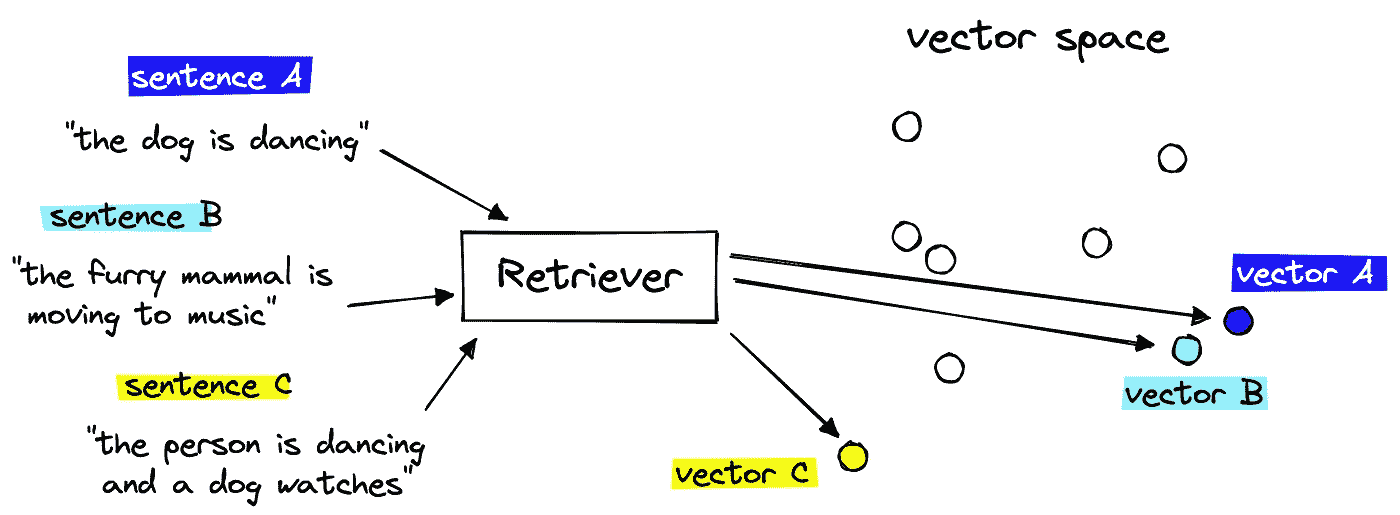 vector space
sentence A
"the dog is dancing"
sentence B
"the furry mammal is
moving to music"
sentence C
"the person is dancing
and a dog watches"
Retriever
vector A
vector B
vector C